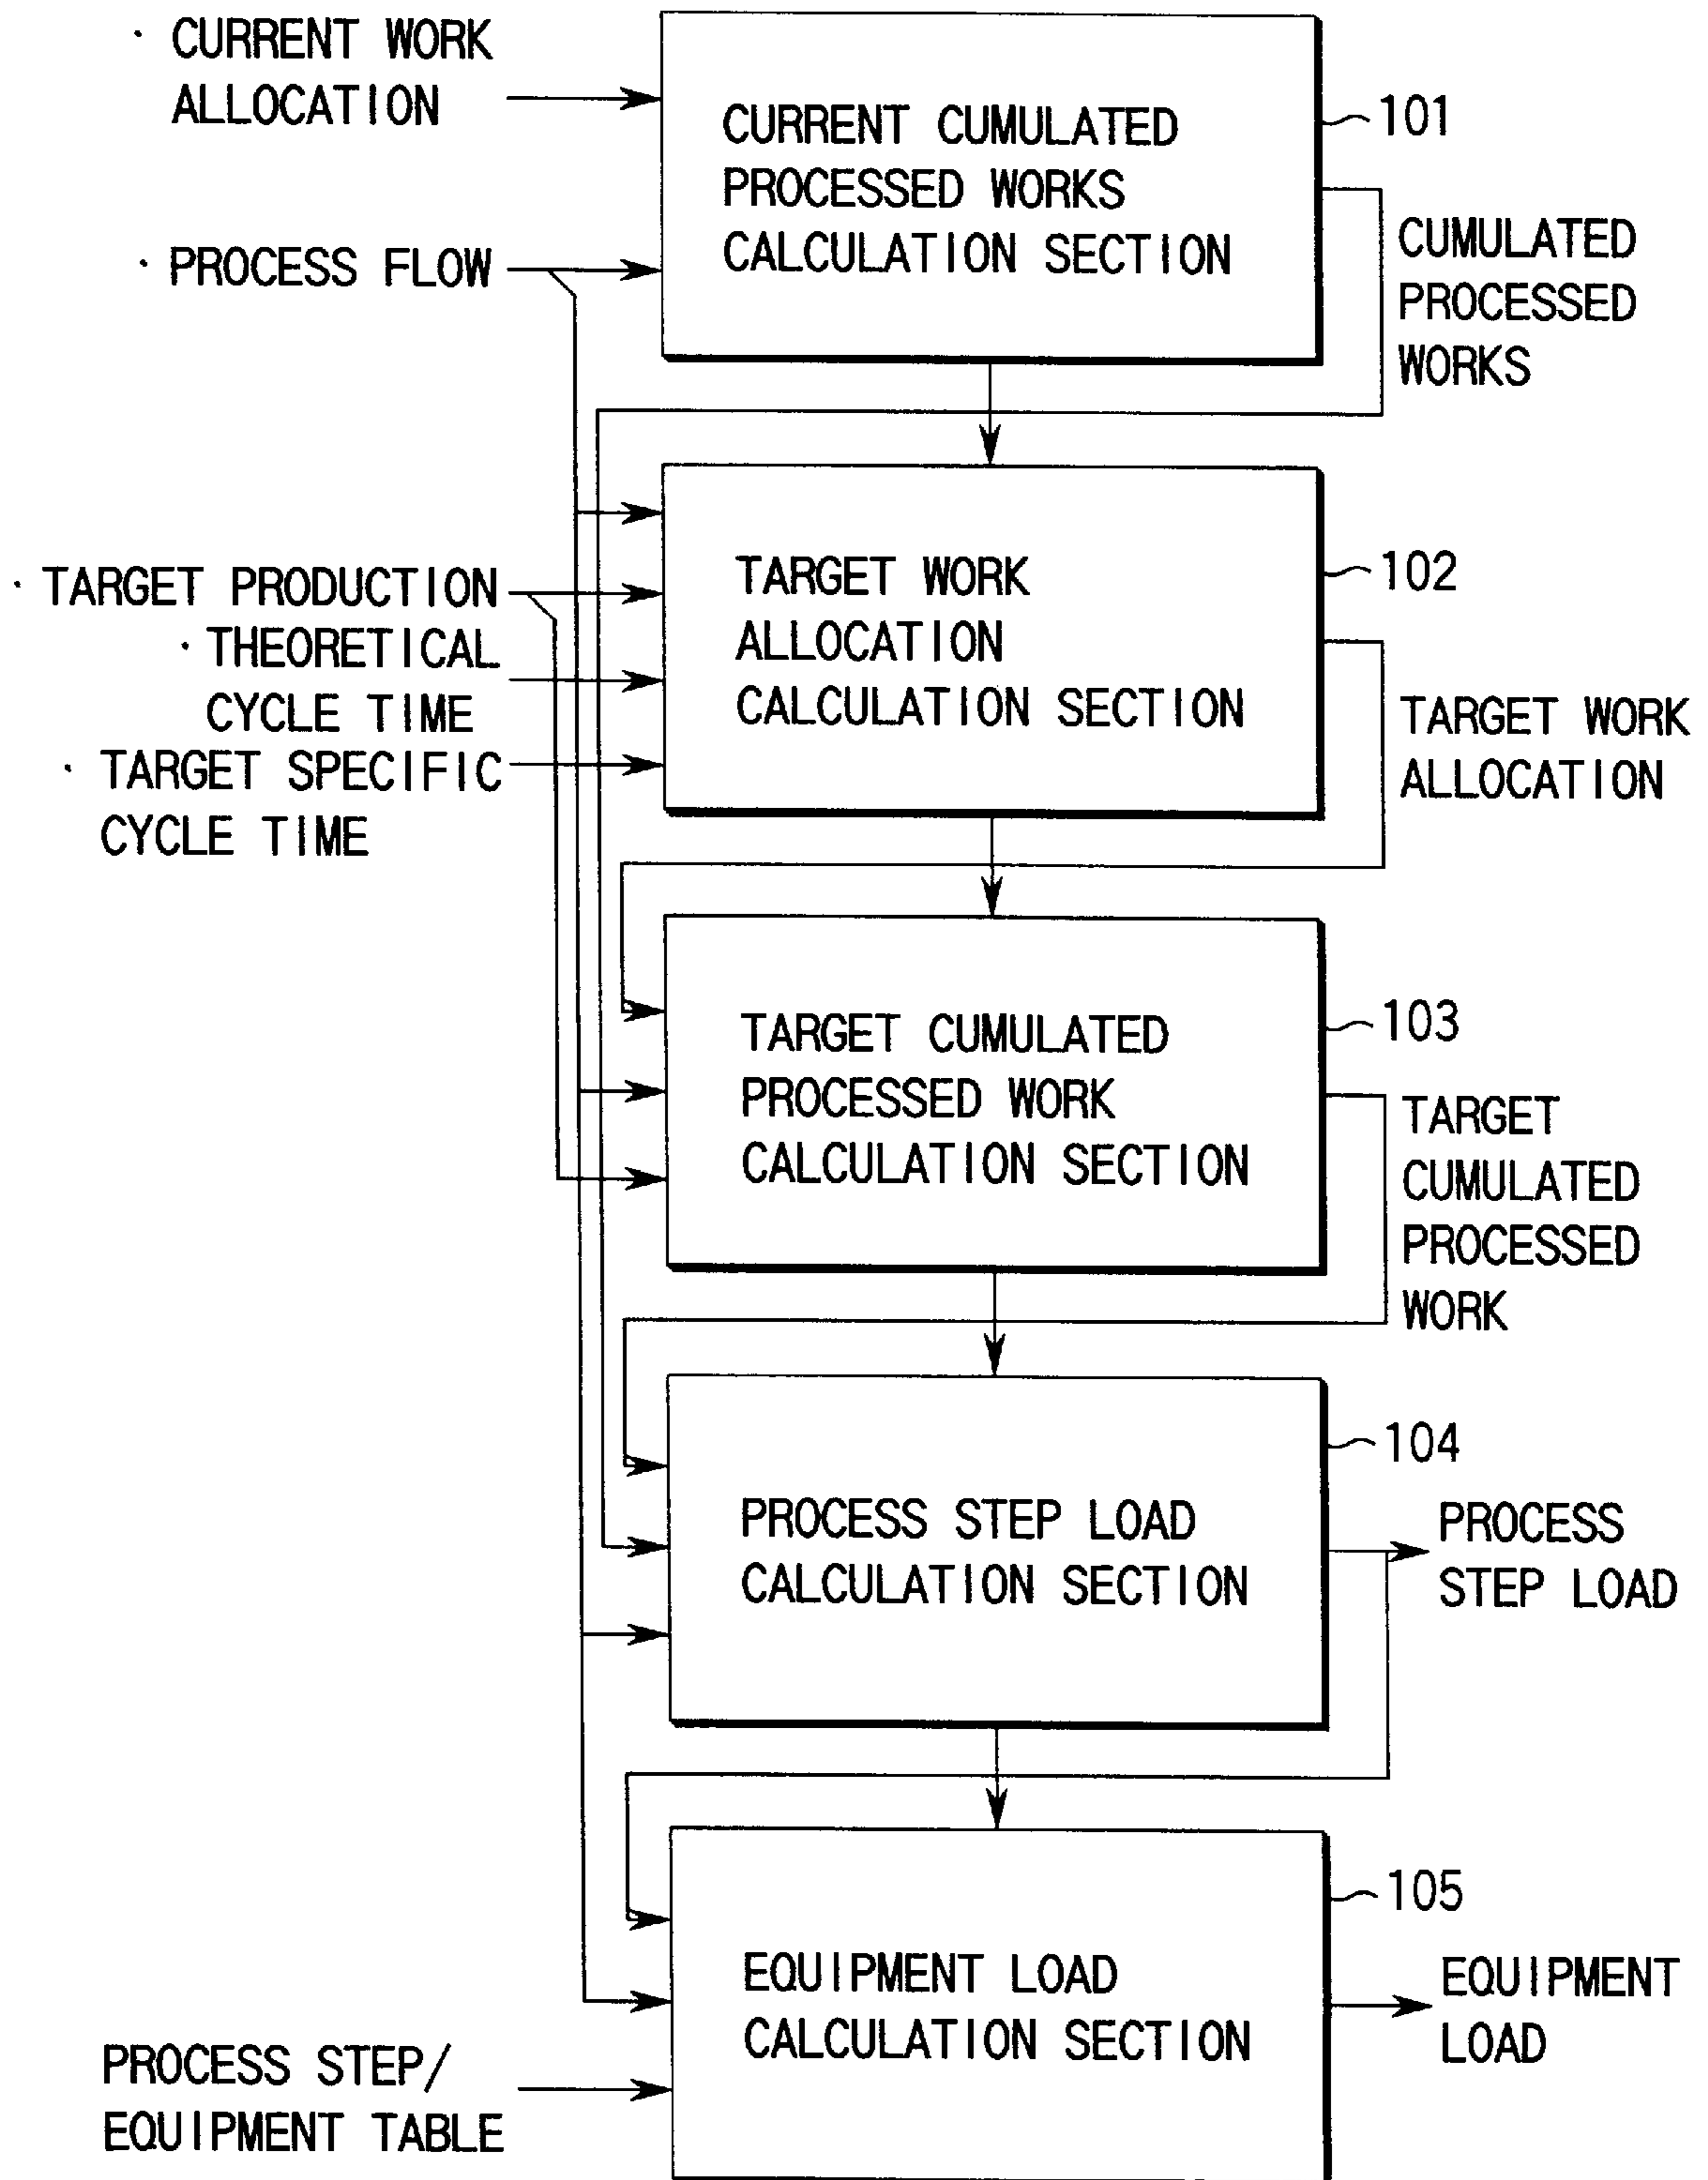 · CURRENT WORK
ALLOCATION
CURRENT CUMULATED
PROCESSED WORKS
CALCULATION SECTION
101
· PROCESS FLOW
CUMULATED
PROCESSED
WORKS
· TARGET PRODUCTION
· THEORETICAL
CYCLE TIME
· TARGET SPECIFIC
CYCLE TIME
TARGET WORK
ALLOCATION
CALCULATION SECTION
102
TARGET WORK
ALLOCATION
TARGET CUMULATED
PROCESSED WORK
CALCULATION SECTION
103
TARGET
CUMULATED
PROCESSED
WORK
PROCESS STEP LOAD
CALCULATION SECTION
104
PROCESS
STEP LOAD
EQUIPMENT LOAD
CALCULATION SECTION
105
EQUIPMENT
LOAD
PROCESS STEP/
EQUIPMENT TABLE